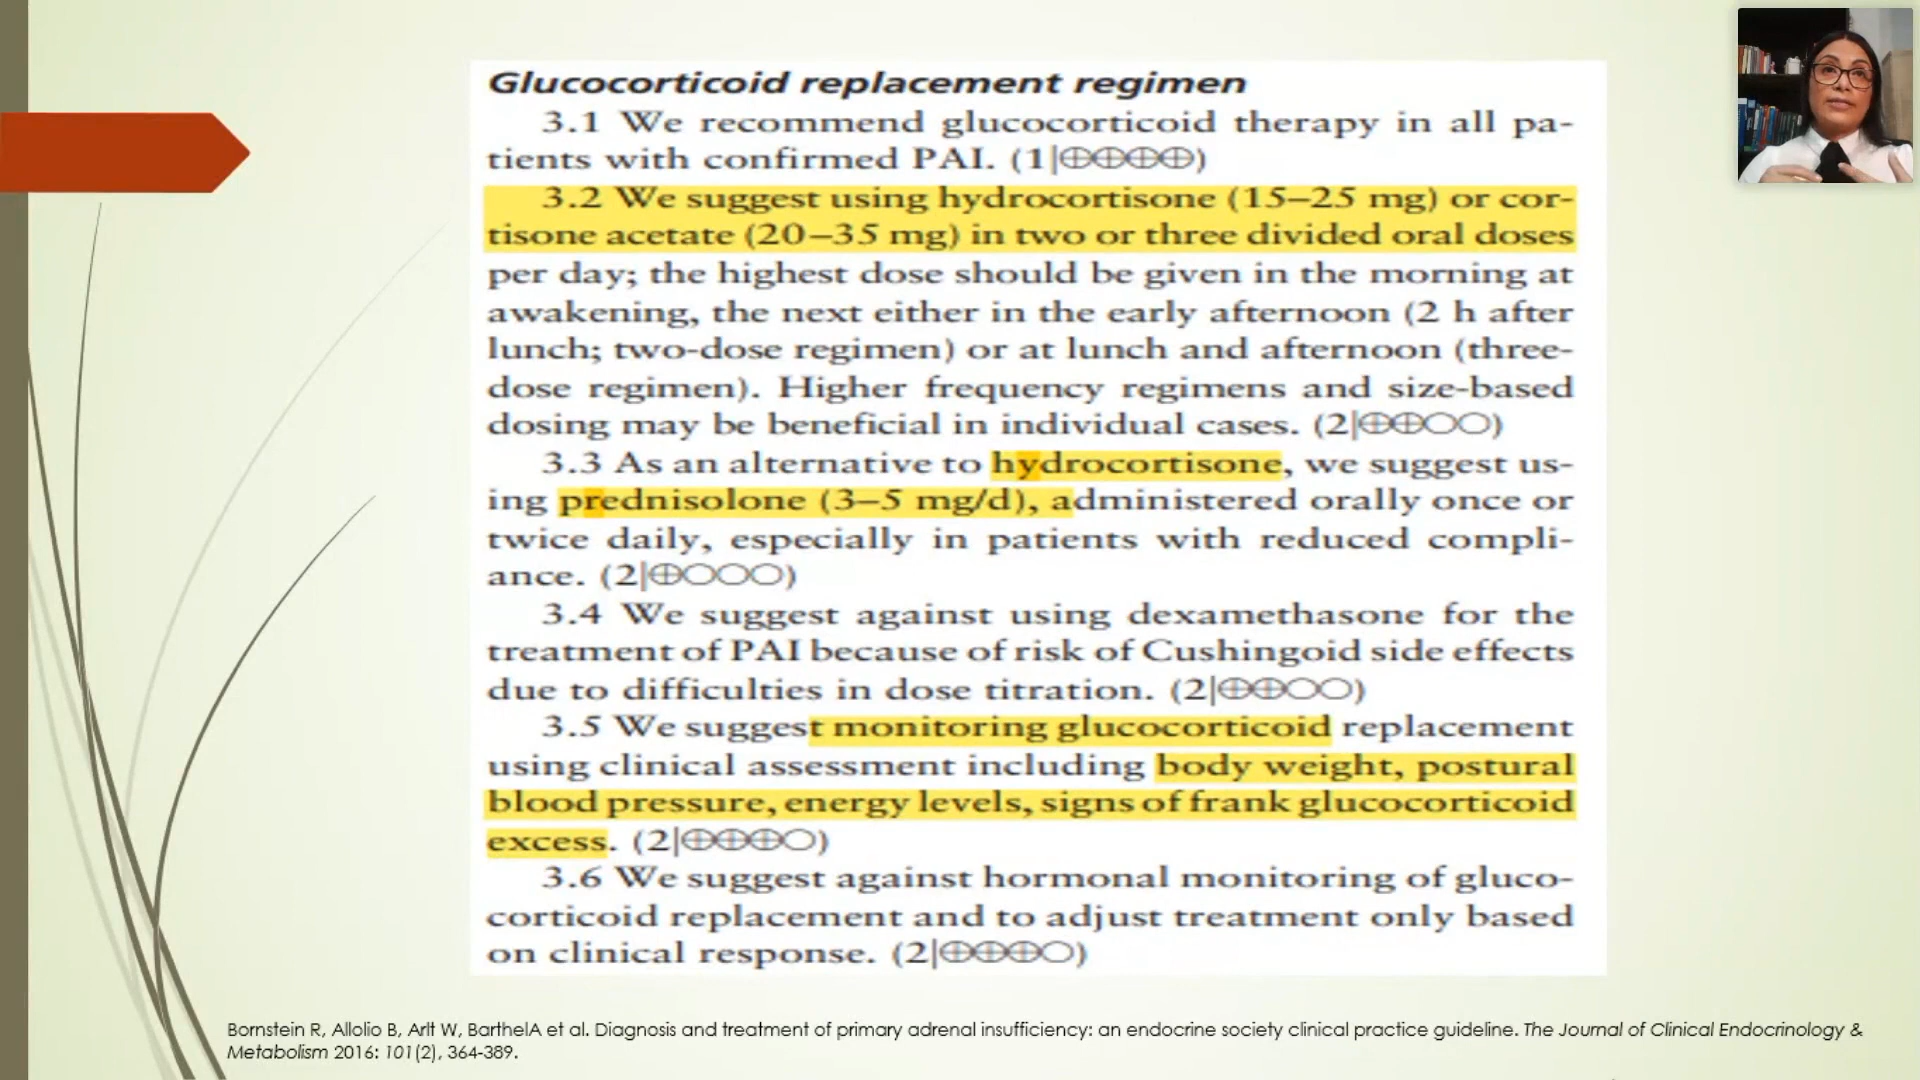 Glucocorticoid replacement regimen
3.1 We recommend glucocorticoid therapy in all pa-
tients with confirmed PAI. (1|⊕⊕⊕⊕)
3.2 We suggest using hydrocortisone (15–25 mg) or cor-
tisone acetate (20–35 mg) in two or three divided oral doses
per day; the highest dose should be given in the morning at
awakening, the next either in the early afternoon (2 h after
lunch; two-dose regimen) or at lunch and afternoon (three-
dose regimen). Higher frequency regimens and size-based
dosing may be beneficial in individual cases. (2|⊕⊕○○)
3.3 As an alternative to hydrocortisone, we suggest us-
ing prednisolone (3–5 mg/d), administered orally once or
twice daily, especially in patients with reduced compli-
ance. (2|⊕○○○)
3.4 We suggest against using dexamethasone for the
treatment of PAI because of risk of Cushingoid side effects
due to difficulties in dose titration. (2|⊕⊕○○)
3.5 We suggest monitoring glucocorticoid replacement
using clinical assessment including body weight, postural
blood pressure, energy levels, signs of frank glucocorticoid
excess. (2|⊕⊕⊕○)
3.6 We suggest against hormonal monitoring of gluco-
corticoid replacement and to adjust treatment only based
on clinical response. (2|⊕⊕⊕○)
Bornstein R, Allolio B, Arlt W, BarthelA et al. Diagnosis and treatment of primary adrenal insufficiency: an endocrine society clinical practice guideline. The Journal of Clinical Endocrinology &
Metabolism 2016: 101(2), 364-389.